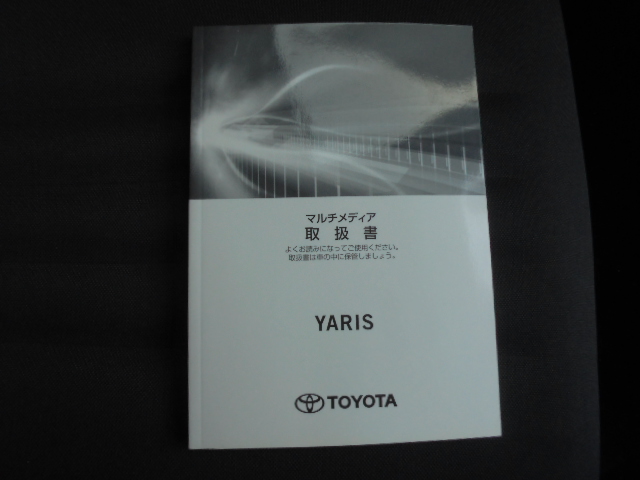 マルチメディア
取扱書
よくお読みになってご使用ください。
取扱書は車の中に保管しましょう。
YARIS
TOYOTA